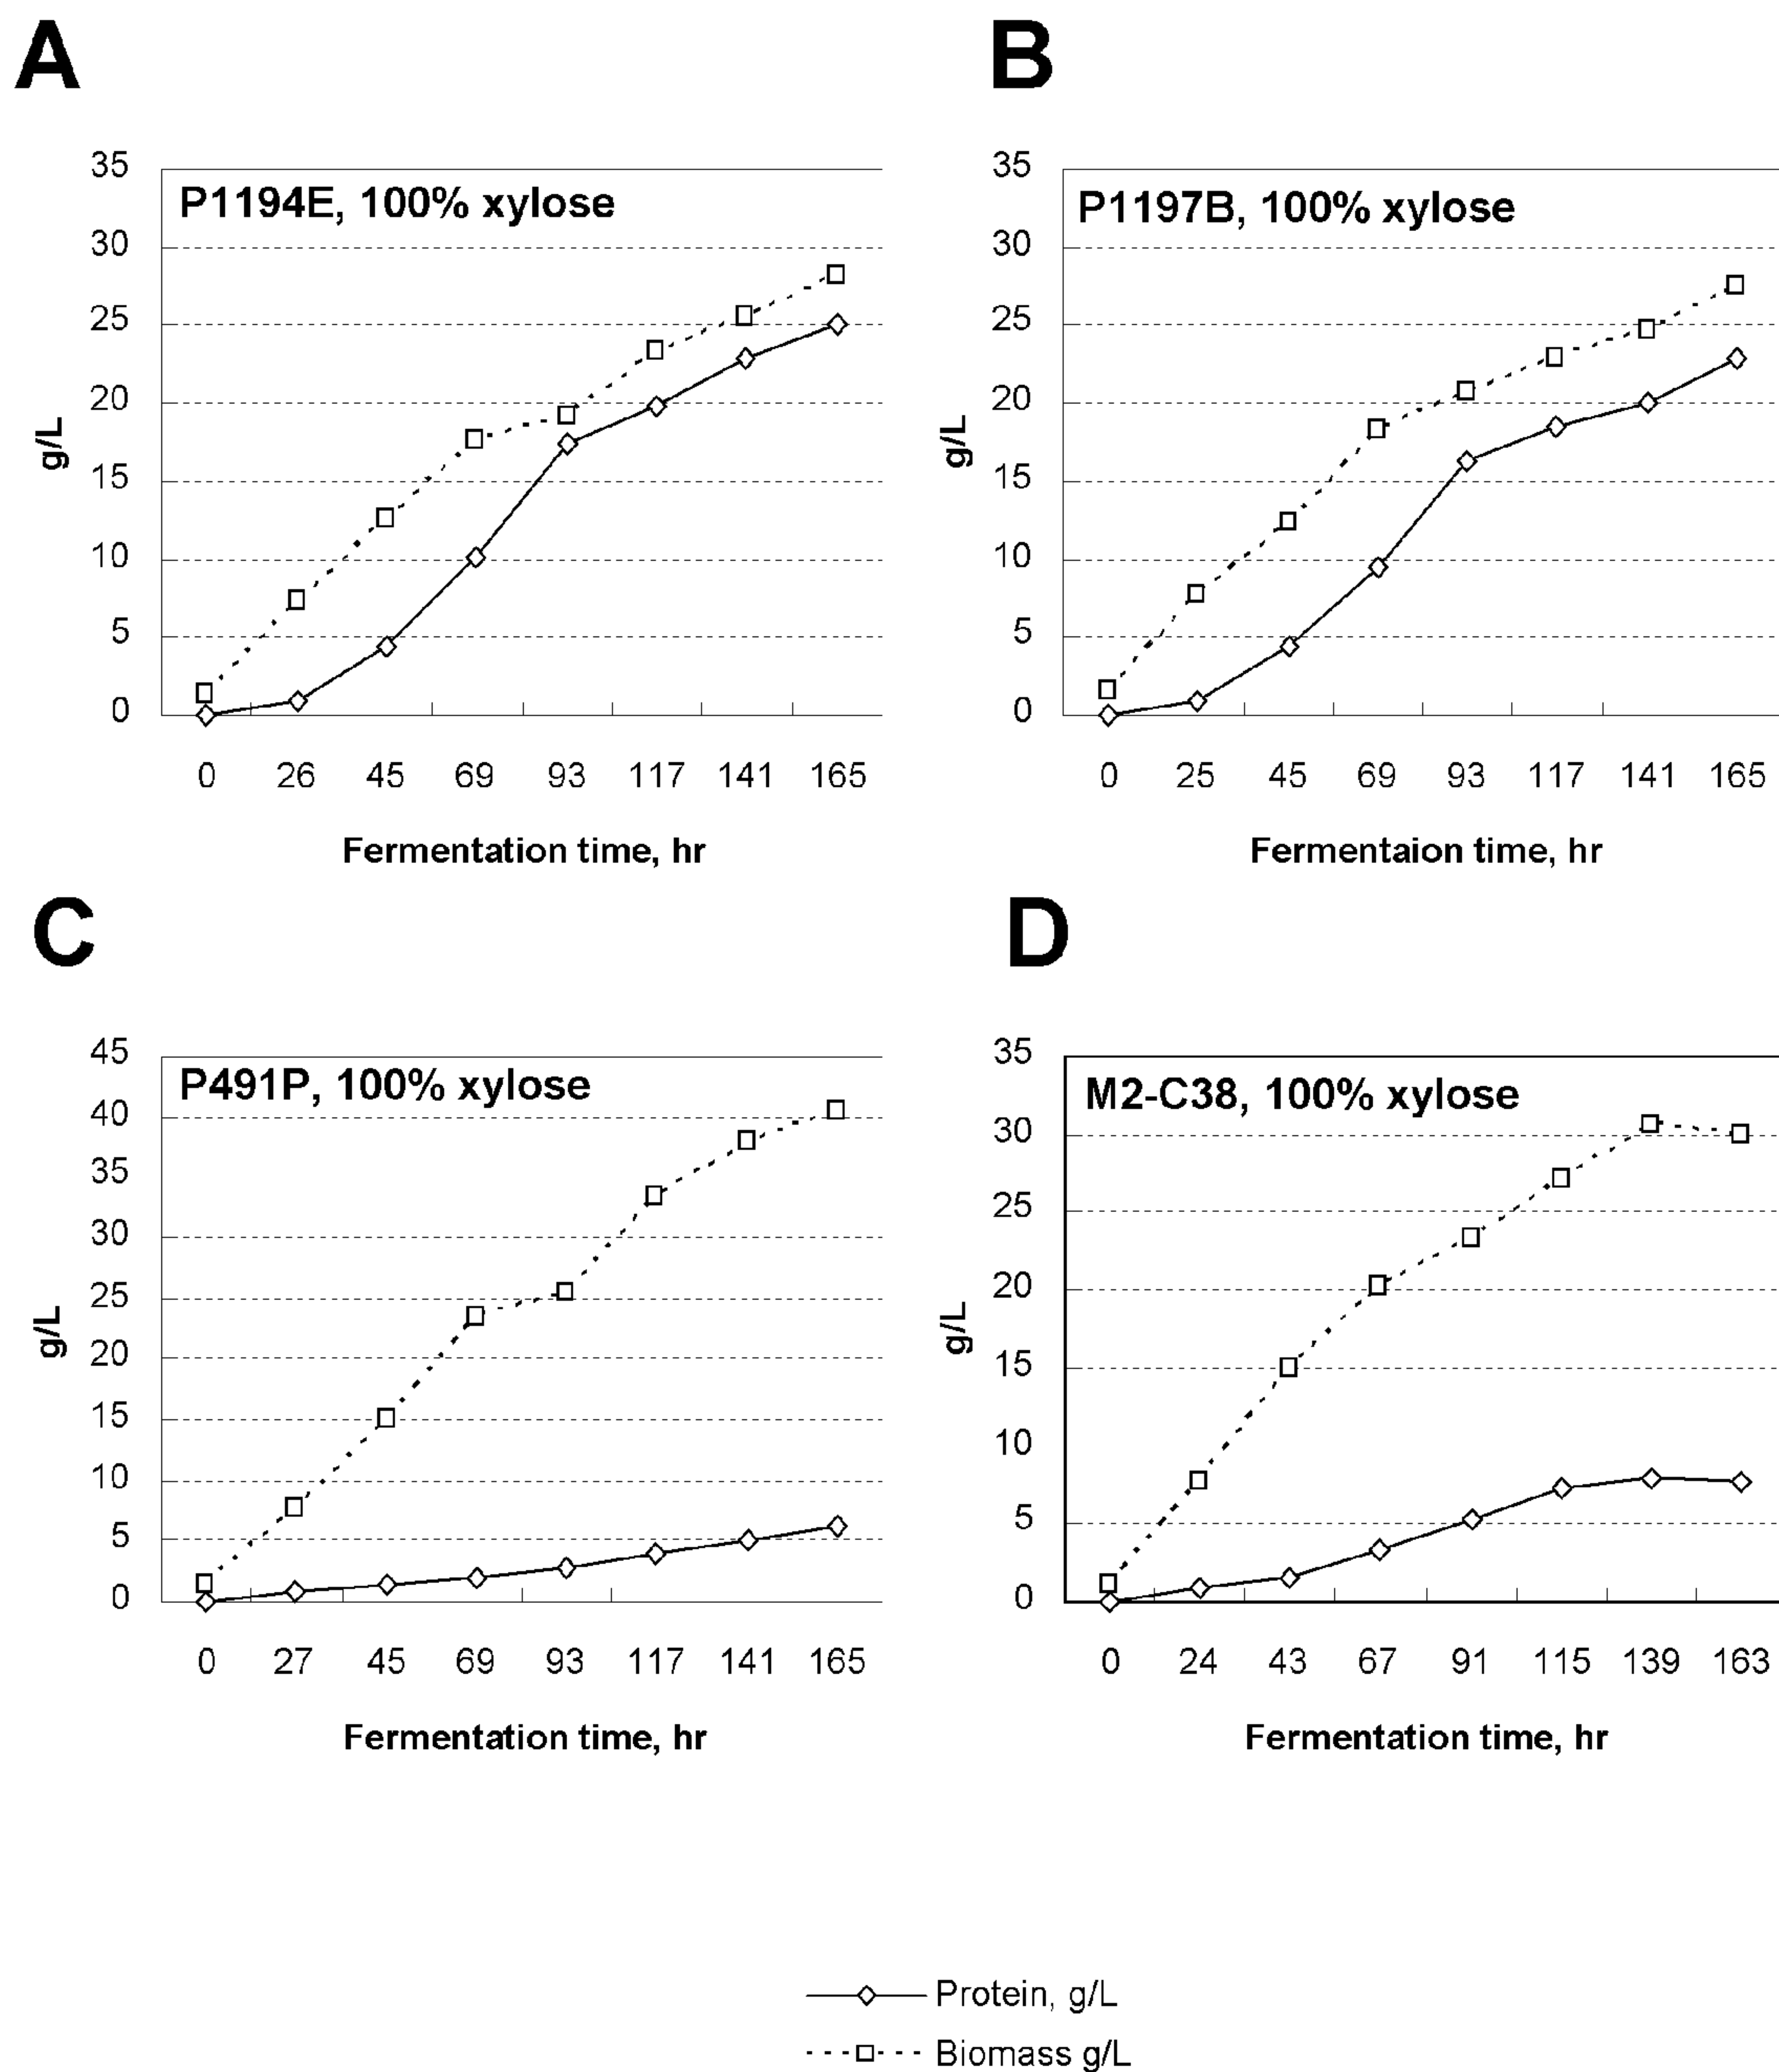 A
P1194E, 100% xylose
35
30
25
20
15
10
5
0
g/L
0 26 45 69 93 117 141 165
Fermentation time, hr
B
P1197B, 100% xylose
35
30
25
20
15
10
5
0
g/L
0 25 45 69 93 117 141 165
Fermentaion time, hr
C
P491P, 100% xylose
45
40
35
30
25
20
15
10
5
0
g/L
0 27 45 69 93 117 141 165
Fermentation time, hr
D
M2-C38, 100% xylose
35
30
25
20
15
10
5
0
g/L
0 24 43 67 91 115 139 163
Fermentation time, hr
Protein, g/L
Biomass g/L